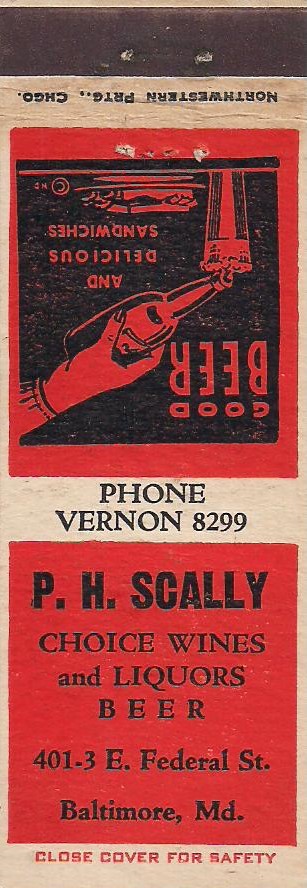 NORTHWESTERN PRTG., CHGO.
GOOD
BEER
AND
DELICIOUS
SANDWICHES
© NP
PHONE
VERNON 8299
P. H. SCALLY
CHOICE WINES
and LIQUORS
BEER
401-3 E. Federal St.
Baltimore, Md.
CLOSE COVER FOR SAFETY